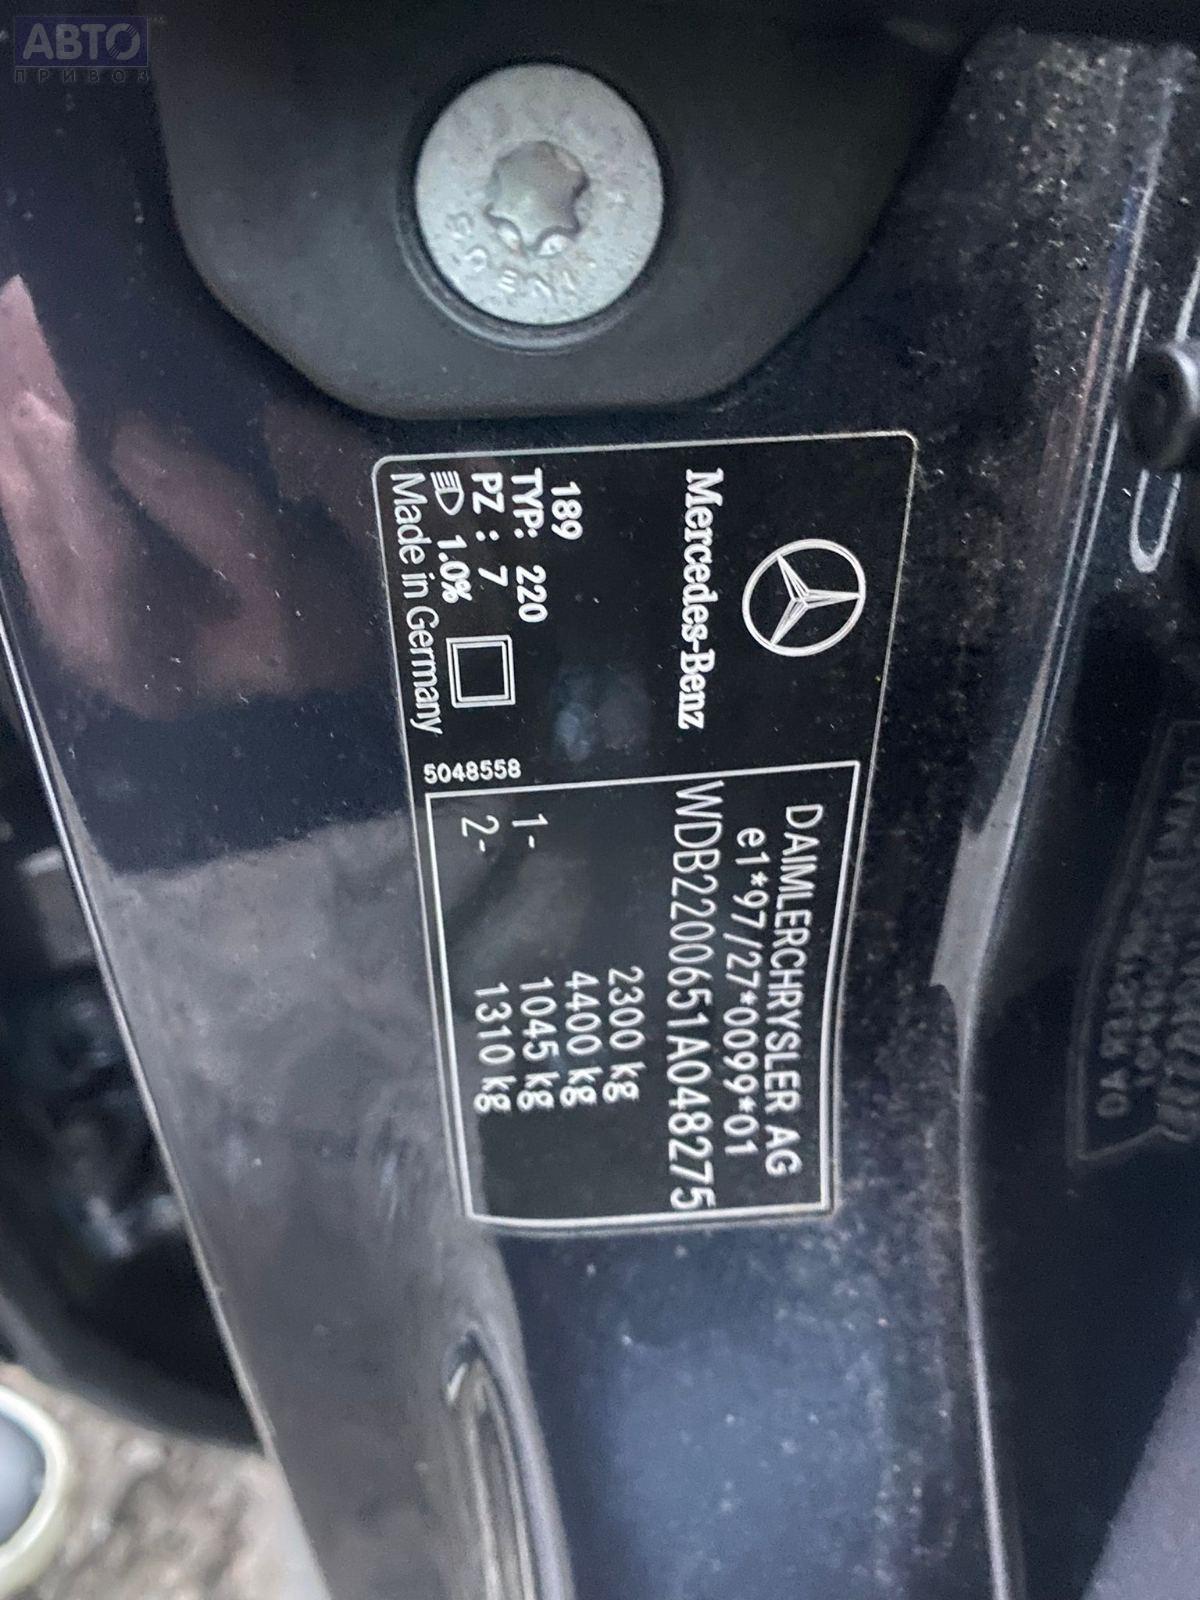 АВТО
ПРИВОЗ
Mercedes-Benz
189
TYP: 220
PZ : 7
1.0%
Made in Germany
5048558
DAIMLERCHRYSLER AG
e1*97/27*0099*01
WDB2200651A048275
2300 kg
4400 kg
1- 1045 kg
2- 1310 kg